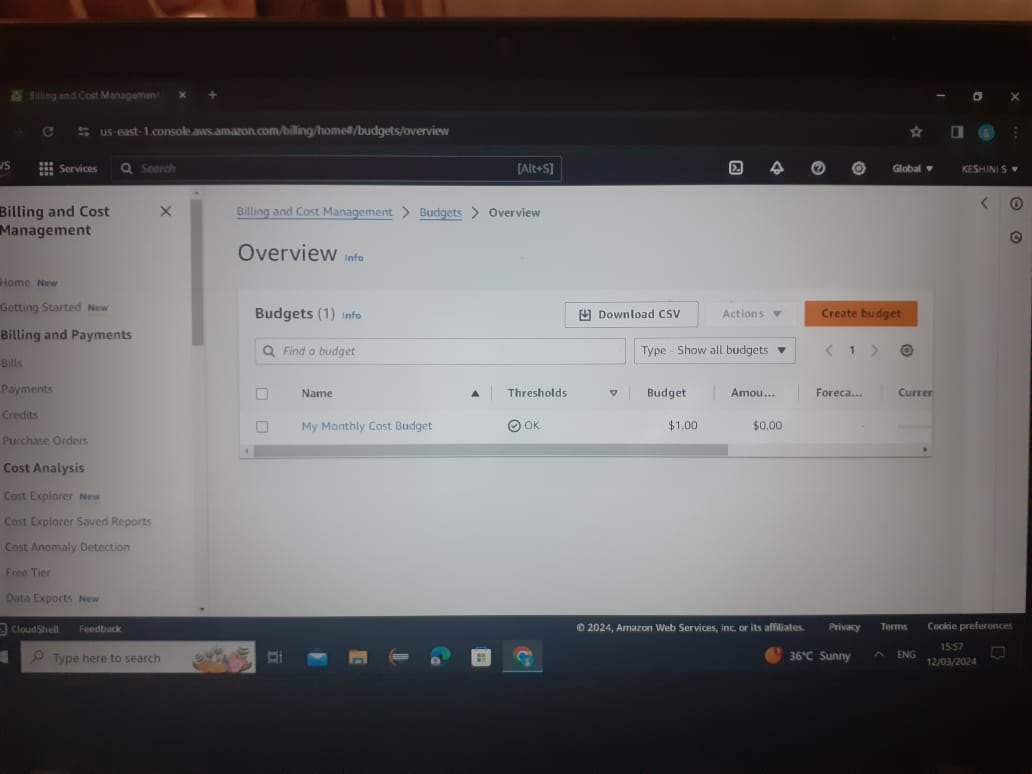 Billing and Cost Management
us-east-1.console.aws.amazon.com/billing/home#/budgets/overview
Services
Search
[Alt+S]
Global
KESHINI S
Billing and Cost
Management
Home New
Getting Started New
Billing and Payments
Bills
Payments
Credits
Purchase Orders
Cost Analysis
Cost Explorer New
Cost Explorer Saved Reports
Cost Anomaly Detection
Free Tier
Data Exports New
Billing and Cost Management > Budgets > Overview
Overview Info
Budgets (1) Info
Download CSV
Actions
Create budget
Find a budget
Type - Show all budgets
1
Name
Thresholds
Budget
Amou...
Foreca...
Curren
My Monthly Cost Budget
OK
$1.00
$0.00
-
CloudShell
Feedback
© 2024, Amazon Web Services, Inc. or its affiliates.
Privacy
Terms
Cookie preferences
Type here to search
36°C Sunny
ENG
15:57
12/03/2024